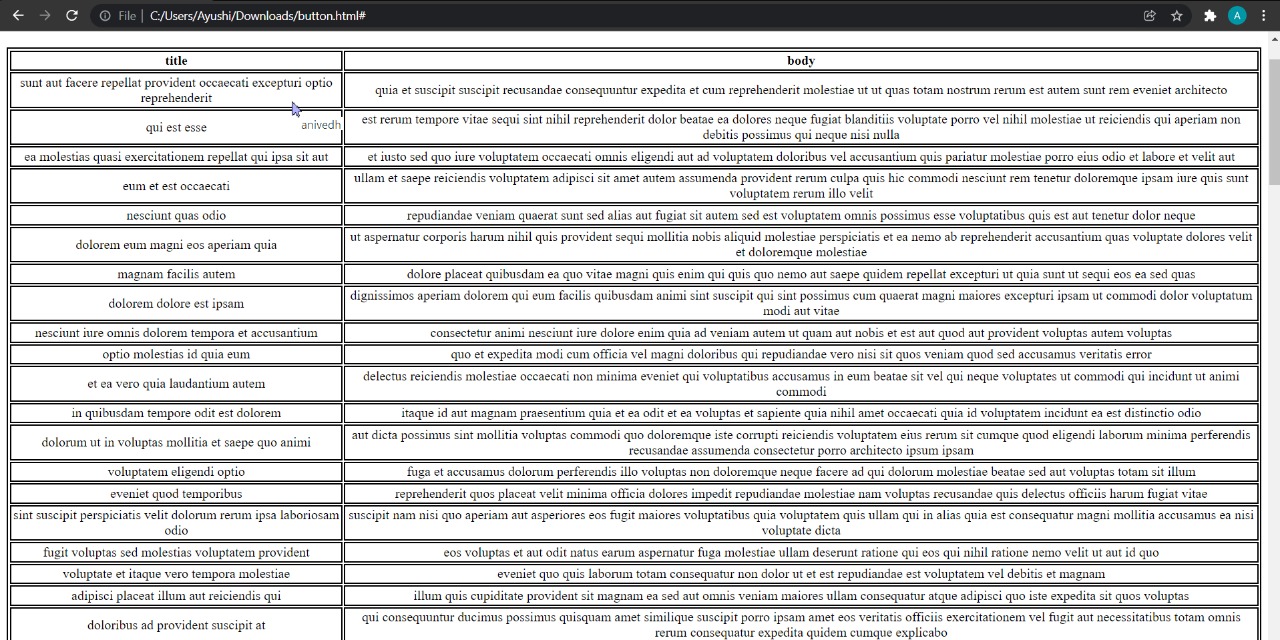 File | C:/Users/Ayushi/Downloads/button.html#
A
title body
sunt aut facere repellat provident occaecati excepturi optio
reprehenderit
quia et suscipit suscipit recusandae consequuntur expedita et cum reprehenderit molestiae ut ut quas totam nostrum rerum est autem sunt rem eveniet architecto
anivedh
qui est esse
est rerum tempore vitae sequi sint nihil reprehenderit dolor beatae ea dolores neque fugiat blanditiis voluptate porro vel nihil molestiae ut reiciendis qui aperiam non
debitis possimus qui neque nisi nulla
ea molestias quasi exercitationem repellat qui ipsa sit aut
et iusto sed quo iure voluptatem occaecati omnis eligendi aut ad voluptatem doloribus vel accusantium quis pariatur molestiae porro eius odio et labore et velit aut
eum et est occaecati
ullam et saepe reiciendis voluptatem adipisci sit amet autem assumenda provident rerum culpa quis hic commodi nesciunt rem tenetur doloremque ipsam iure quis sunt
voluptatem rerum illo velit
nesciunt quas odio
repudiandae veniam quaerat sunt sed alias aut fugiat sit autem sed est voluptatem omnis possimus esse voluptatibus quis est aut tenetur dolor neque
dolorem eum magni eos aperiam quia
ut aspernatur corporis harum nihil quis provident sequi mollitia nobis aliquid molestiae perspiciatis et ea nemo ab reprehenderit accusantium quas voluptate dolores velit
et doloremque molestiae
magnam facilis autem
dolore placeat quibusdam ea quo vitae magni quis enim qui quis quo nemo aut saepe quidem repellat excepturi ut quia sunt ut sequi eos ea sed quas
dolorem dolore est ipsam
dignissimos aperiam dolorem qui eum facilis quibusdam animi sint suscipit qui sint possimus cum quaerat magni maiores excepturi ipsam ut commodi dolor voluptatum
modi aut vitae
nesciunt iure omnis dolorem tempora et accusantium
consectetur animi nesciunt iure dolore enim quia ad veniam autem ut quam aut nobis et est aut quod aut provident voluptas autem voluptas
optio molestias id quia eum
quo et expedita modi cum officia vel magni doloribus qui repudiandae vero nisi sit quos veniam quod sed accusamus veritatis error
et ea vero quia laudantium autem
delectus reiciendis molestiae occaecati non minima eveniet qui voluptatibus accusamus in eum beatae sit vel qui neque voluptates ut commodi qui incidunt ut animi
commodi
in quibusdam tempore odit est dolorem
itaque id aut magnam praesentium quia et ea odit et ea voluptas et sapiente quia nihil amet occaecati quia id voluptatem incidunt ea est distinctio odio
dolorum ut in voluptas mollitia et saepe quo animi
aut dicta possimus sint mollitia voluptas commodi quo doloremque iste corrupti reiciendis voluptatem eius rerum sit cumque quod eligendi laborum minima perferendis
recusandae assumenda consectetur porro architecto ipsum ipsam
voluptatem eligendi optio
fuga et accusamus dolorum perferendis illo voluptas non doloremque neque facere ad qui dolorum molestiae beatae sed aut voluptas totam sit illum
eveniet quod temporibus
reprehenderit quos placeat velit minima officia dolores impedit repudiandae molestiae nam voluptas recusandae quis delectus officiis harum fugiat vitae
sint suscipit perspiciatis velit dolorum rerum ipsa laboriosam
odio
suscipit nam nisi quo aperiam aut asperiores eos fugit maiores voluptatibus quia voluptatem quis ullam qui in alias quia est consequatur magni mollitia accusamus ea nisi
voluptate dicta
fugit voluptas sed molestias voluptatem provident
eos voluptas et aut odit natus earum aspernatur fuga molestiae ullam deserunt ratione qui eos qui nihil ratione nemo velit ut aut id quo
voluptate et itaque vero tempora molestiae
eveniet quo quis laborum totam consequatur non dolor ut et est repudiandae est voluptatem vel debitis et magnam
adipisci placeat illum aut reiciendis qui
illum quis cupiditate provident sit magnam ea sed aut omnis veniam maiores ullam consequatur atque adipisci quo iste expedita sit quos voluptas
doloribus ad provident suscipit at
qui consequuntur ducimus possimus quisquam amet similique suscipit porro ipsam amet eos veritatis officiis exercitationem vel fugit aut necessitatibus totam omnis
rerum consequatur expedita quidem cumque explicabo